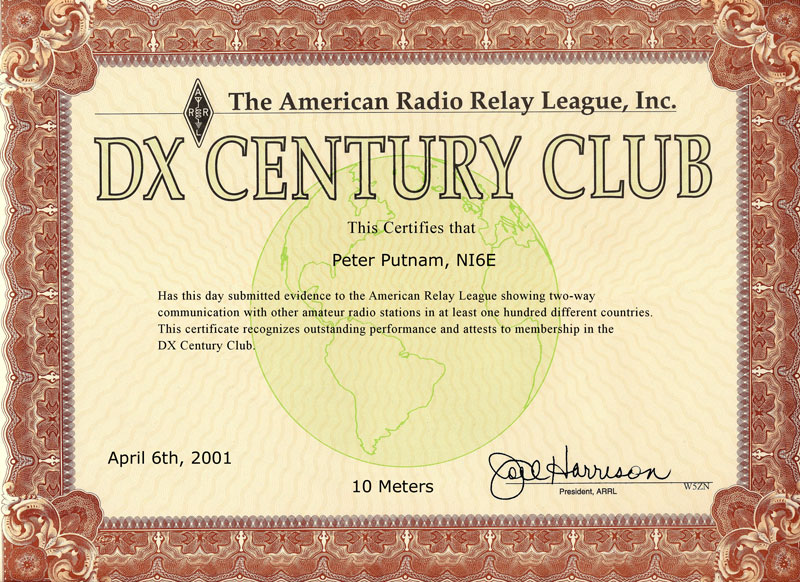 The American Radio Relay League, Inc.
A
R R
L
DX CENTURY CLUB
This Certifies that
Peter Putnam, NI6E
Has this day submitted evidence to the American Relay League showing two-way
communication with other amateur radio stations in at least one hundred different countries.
This certificate recognizes outstanding performance and attests to membership in the
DX Century Club.
April 6th, 2001
10 Meters
Joel Harrison
W5ZN
President, ARRL